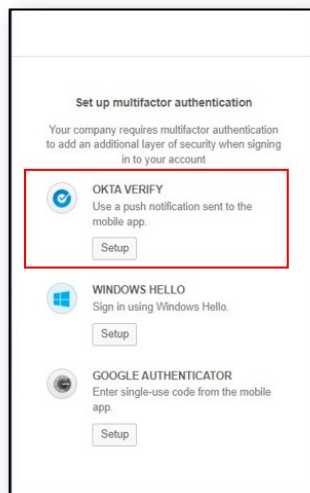 Set up multifactor authentication
Your company requires multifactor authentication
to add an additional layer of security when signing
in to your account
OKTA VERIFY
Use a push notification sent to the
mobile app.
Setup
WINDOWS HELLO
Sign in using Windows Hello.
Setup
GOOGLE AUTHENTICATOR
Enter single-use code from the mobile
app.
Setup